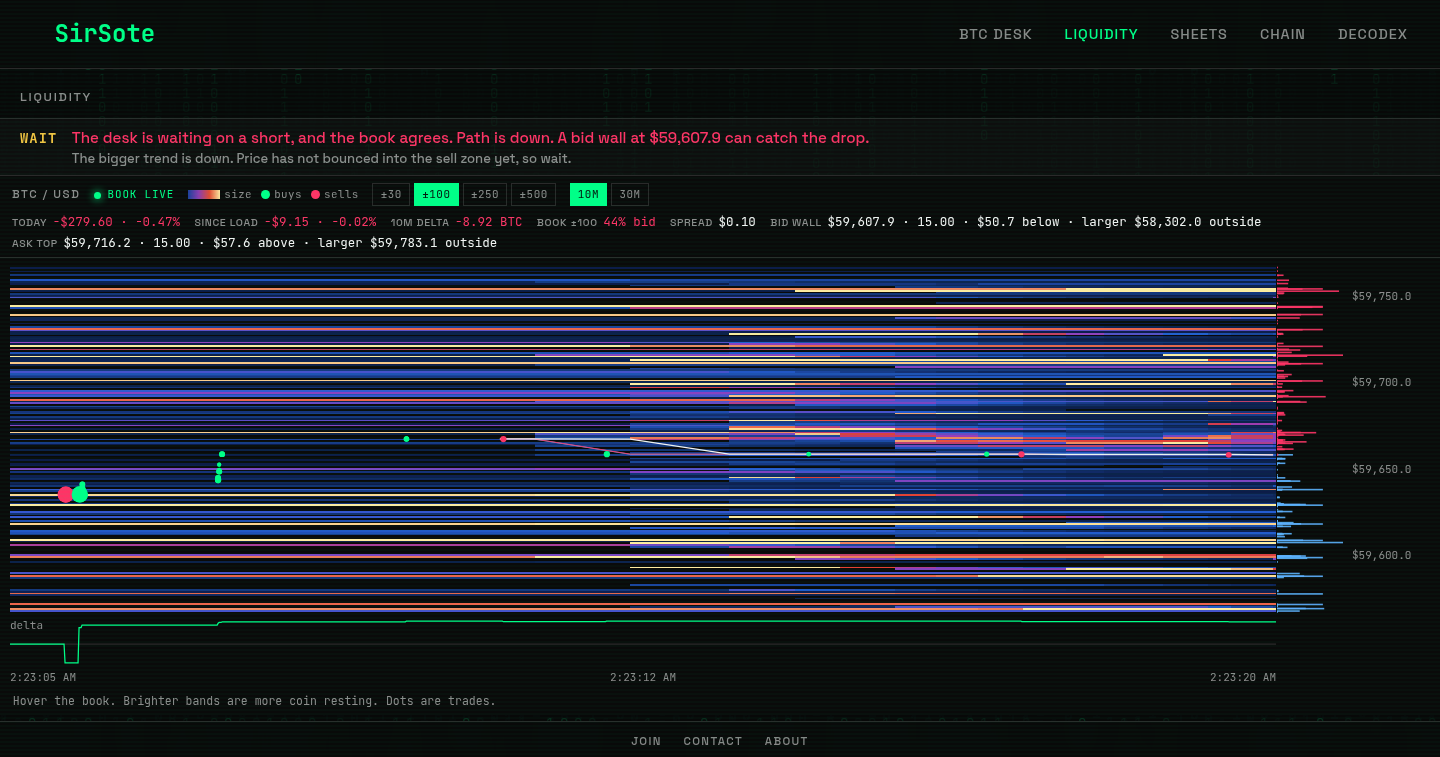 SirSote
BTC DESK LIQUIDITY SHEETS CHAIN DECODEX
LIQUIDITY
WAIT The desk is waiting on a short, and the book agrees. Path is down. A bid wall at $59,607.9 can catch the drop.
The bigger trend is down. Price has not bounced into the sell zone yet, so wait.
BTC / USD BOOK LIVE size buys sells ±30 ±100 ±250 ±500 10M 30M
TODAY -$279.60 · -0.47% SINCE LOAD -$9.15 · -0.02% 10M DELTA -8.92 BTC BOOK ±100 44% bid SPREAD $0.10 BID WALL $59,607.9 · 15.00 · $50.7 below · larger $58,302.0 outside
ASK TOP $59,716.2 · 15.00 · $57.6 above · larger $59,783.1 outside
$59,750.0
$59,700.0
$59,650.0
$59,600.0
delta
2:23:05 AM 2:23:12 AM 2:23:20 AM
Hover the book. Brighter bands are more coin resting. Dots are trades.
JOIN CONTACT ABOUT